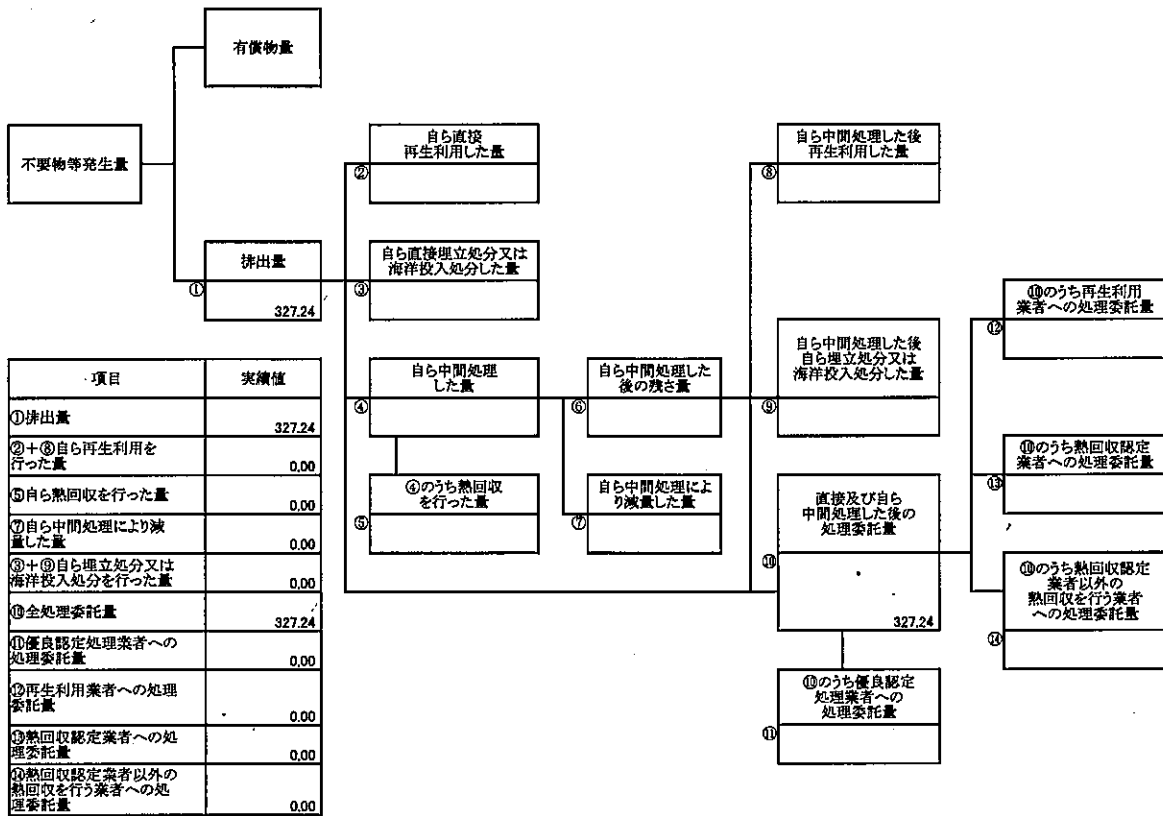 有償物量
不要物等発生量
自ら直接
再生利用した量
②
自ら中間処理した後
再生利用した量
⑧
排出量
①
327.24
自ら直接埋立処分又は
海洋投入処分した量
③
⑩のうち再生利用
業者への処理委託量
⑫
自ら中間処理
した量
④
自ら中間処理した
後の残さ量
⑥
自ら中間処理した後
自ら埋立処分又は
海洋投入処分した量
⑨
⑩のうち熱回収認定
業者への処理委託量
⑬
④のうち熱回収
を行った量
⑤
自ら中間処理によ
り減量した量
⑦
直接及び自ら
中間処理した後の
処理委託量
⑩
327.24
⑩のうち熱回収認定
業者以外の
熱回収を行う業者
への処理委託量
⑭
⑩のうち優良認定
処理業者への
処理委託量
⑪
項目 実績値
①排出量 327.24
②+⑧自ら再生利用を
行った量 0.00
⑤自ら熱回収を行った量 0.00
⑦自ら中間処理により減
量した量 0.00
③+⑨自ら埋立処分又は
海洋投入処分を行った量 0.00
⑩全処理委託量 327.24
⑪優良認定処理業者への
処理委託量 0.00
⑫再生利用業者への処理
委託量 0.00
⑬熱回収認定業者への処
理委託量 0.00
⑭熱回収認定業者以外の
熱回収を行う業者への処
理委託量 0.00